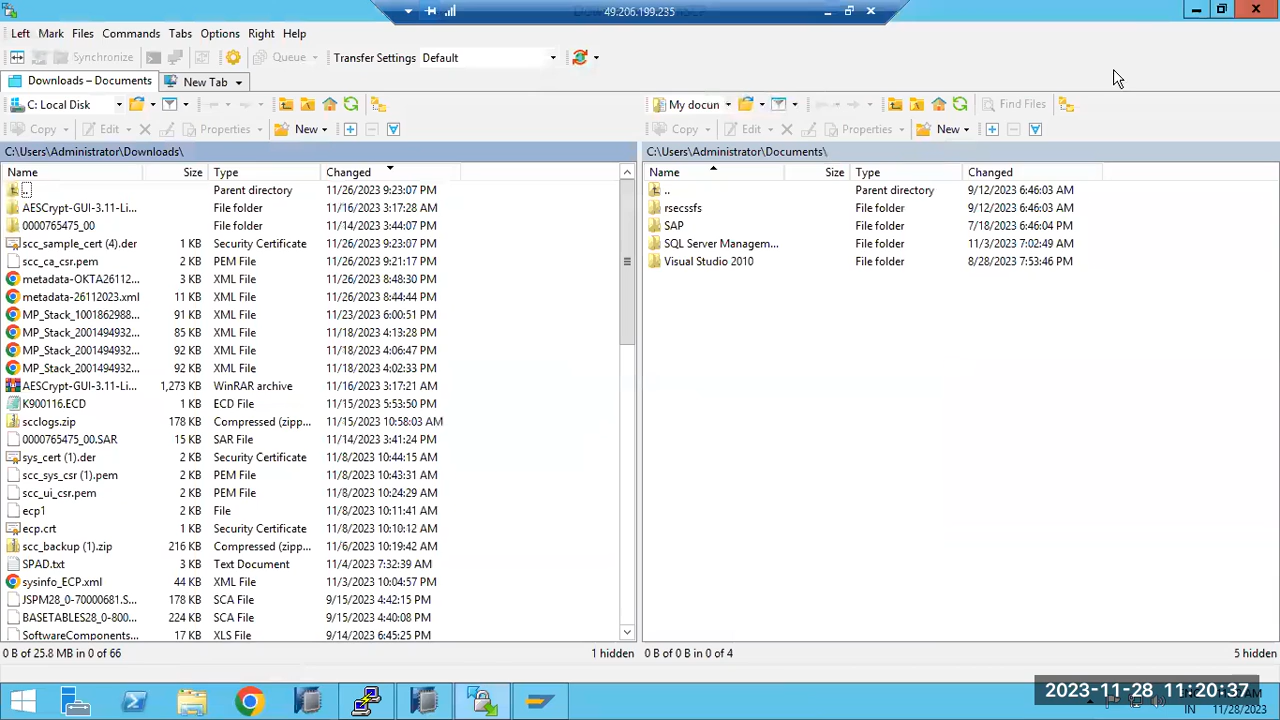 49.206.199.235
Left Mark Files Commands Tabs Options Right Help
Synchronize Queue Transfer Settings Default
Downloads – Documents New Tab
C: Local Disk My docun Find Files
Copy Edit Properties New Copy Edit Properties New
C:\Users\Administrator\Downloads\ C:\Users\Administrator\Documents\
Name Size Type Changed Name Size Type Changed
.. Parent directory 11/26/2023 9:23:07 PM .. Parent directory 9/12/2023 6:46:03 AM
AESCrypt-GUI-3.11-Li... File folder 11/16/2023 3:17:28 AM rsecssfs File folder 9/12/2023 6:46:03 AM
0000765475_00 File folder 11/14/2023 3:44:07 PM SAP File folder 7/18/2023 6:46:04 PM
scc_sample_cert (4).der 1 KB Security Certificate 11/26/2023 9:23:07 PM SQL Server Managem... File folder 11/3/2023 7:02:49 AM
scc_ca_csr.pem 2 KB PEM File 11/26/2023 9:21:17 PM Visual Studio 2010 File folder 8/28/2023 7:53:46 PM
metadata-OKTA26112... 3 KB XML File 11/26/2023 8:48:30 PM
metadata-26112023.xml 11 KB XML File 11/26/2023 8:44:44 PM
MP_Stack_1001862988... 91 KB XML File 11/23/2023 6:00:51 PM
MP_Stack_2001494932... 85 KB XML File 11/18/2023 4:13:28 PM
MP_Stack_2001494932... 92 KB XML File 11/18/2023 4:06:47 PM
MP_Stack_2001494932... 92 KB XML File 11/18/2023 4:02:33 PM
AESCrypt-GUI-3.11-Li... 1,273 KB WinRAR archive 11/16/2023 3:17:21 AM
K900116.ECD 1 KB ECD File 11/15/2023 5:53:50 PM
scclogs.zip 178 KB Compressed (zipp... 11/15/2023 10:58:03 AM
0000765475_00.SAR 15 KB SAR File 11/14/2023 3:41:24 PM
sys_cert (1).der 2 KB Security Certificate 11/8/2023 10:44:15 AM
scc_sys_csr (1).pem 2 KB PEM File 11/8/2023 10:43:31 AM
scc_ui_csr.pem 2 KB PEM File 11/8/2023 10:24:29 AM
ecp1 2 KB File 11/8/2023 10:11:41 AM
ecp.crt 1 KB Security Certificate 11/8/2023 10:10:12 AM
scc_backup (1).zip 216 KB Compressed (zipp... 11/6/2023 10:19:42 AM
SPAD.txt 3 KB Text Document 11/4/2023 7:32:39 AM
sysinfo_ECP.xml 44 KB XML File 11/3/2023 10:04:57 PM
JSPM28_0-70000681.S... 178 KB SCA File 9/15/2023 4:42:15 PM
BASETABLES28_0-800... 224 KB SCA File 9/15/2023 4:40:08 PM
SoftwareComponents... 17 KB XLS File 9/14/2023 6:45:25 PM
0 B of 25.8 MB in 0 of 66 1 hidden 0 B of 0 B in 0 of 4 5 hidden
2023-11-28 11:20:37
IN 11/28/2023